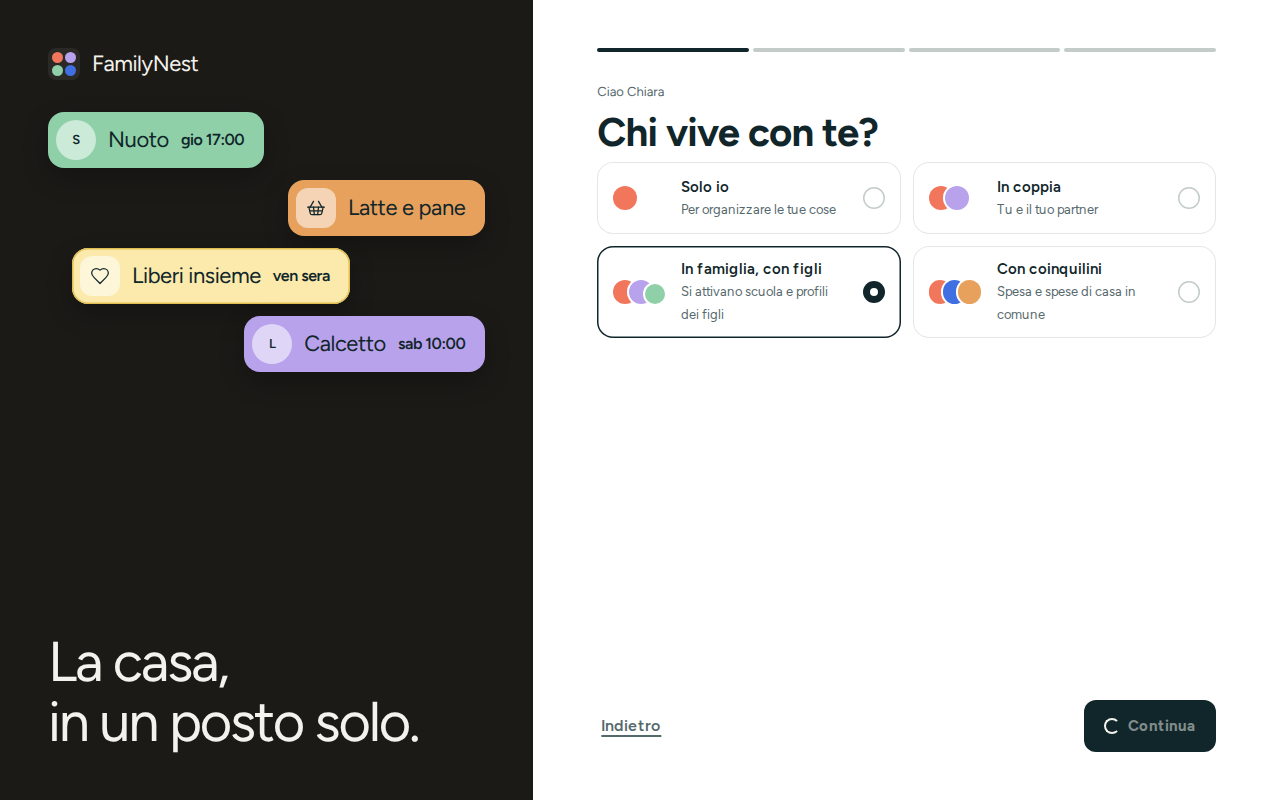 FamilyNest
S Nuoto gio 17:00
Latte e pane
Liberi insieme ven sera
L Calcetto sab 10:00
La casa,
in un posto solo.
Ciao Chiara
Chi vive con te?
Solo io
Per organizzare le tue cose
In coppia
Tu e il tuo partner
In famiglia, con figli
Si attivano scuola e profili
dei figli
Con coinquilini
Spesa e spese di casa in
comune
Indietro
Continua